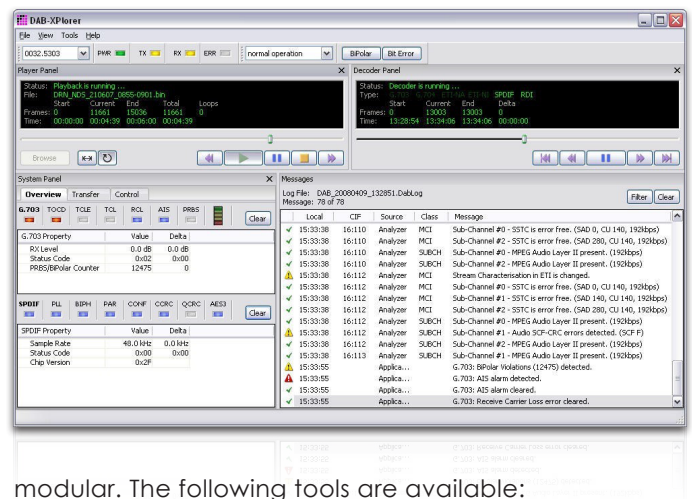 DAB-XPlorer
File View Tools Help
0032.5303 PWR TX RX ERR normal operation BiPolar Bit Error
Player Panel
Status: Playback is running ...
File: DRN_NDS_210607_0855-0901.bin
Start Current End Total Loops
Frames: 0 11661 15036 11661 0
Time: 00:00:00 00:04:39 00:06:00 00:04:39
Browse
Decoder Panel
Status: Decoder is running...
Type: G.703 G.704 ETI-NA ETI-NI SPDIF RDI
Start Current End Delta
Frames: 0 13003 13003 0
Time: 13:28:54 13:34:06 13:34:06 00:00:00
System Panel
Overview Transfer Control
G.703 TOCD TCLE TCL RCL AIS PRBS
Clear
G.703 Property Value Delta
RX Level 0.0 dB 0.0 dB
Status Code 0x02 0x00
PRBS/BiPolar Counter 12475 0
SPDIF PLL BIPH PAR CONF CCRC QCRC AES3
Clear
SPDIF Property Value Delta
Sample Rate 48.0 kHz 0.0 kHz
Status Code 0x00 0x00
Chip Version 0x2F
Messages
Log File: DAB_20080409_132851.DabLog
Message: 78 of 78
Filter Clear
Local CIF Source Class Message
15:33:38 16:110 Analyzer MCI Sub-Channel #0 - SSTC is error free. (SAD 0, CU 140, 192kbps)
15:33:38 16:110 Analyzer MCI Sub-Channel #2 - SSTC is error free. (SAD 280, CU 140, 192kbps)
15:33:38 16:110 Analyzer SUBCH Sub-Channel #0 - MPEG Audio Layer II present. (192kbps)
15:33:38 16:110 Analyzer SUBCH Sub-Channel #2 - MPEG Audio Layer II present. (192kbps)
15:33:38 16:112 Analyzer MCI Stream Characterisation in ETI is changed.
15:33:38 16:112 Analyzer MCI Sub-Channel #0 - SSTC is error free. (SAD 0, CU 140, 192kbps)
15:33:38 16:112 Analyzer MCI Sub-Channel #1 - SSTC is error free. (SAD 140, CU 140, 192kbps)
15:33:38 16:112 Analyzer MCI Sub-Channel #2 - SSTC is error free. (SAD 280, CU 140, 192kbps)
15:33:38 16:112 Analyzer SUBCH Sub-Channel #0 - MPEG Audio Layer II present. (192kbps)
15:33:38 16:112 Analyzer SUBCH Sub-Channel #1 - Audio SCF-CRC errors detected. (SCF F)
15:33:38 16:112 Analyzer SUBCH Sub-Channel #2 - MPEG Audio Layer II present. (192kbps)
15:33:38 16:113 Analyzer SUBCH Sub-Channel #1 - MPEG Audio Layer II present. (192kbps)
15:33:55 Applica... G.703: BiPolar Violations (12475) detected.
15:33:55 Applica... G.703: AIS alarm detected.
15:33:55 Applica... G.703: AIS alarm cleared.
15:33:55 Applica... G.703: Receive Carrier Loss error cleared.
modular. The following tools are available: